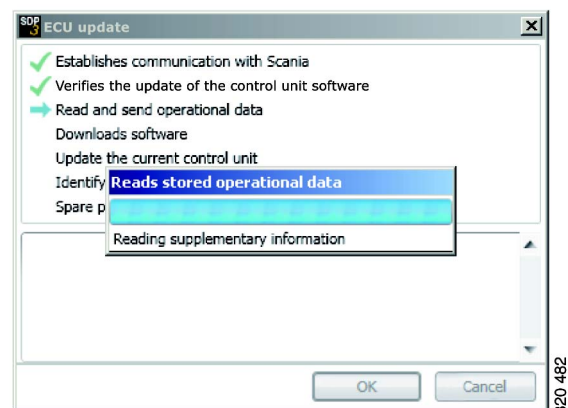 SDP 3 ECU update
Establishes communication with Scania
Verifies the update of the control unit software
Read and send operational data
Downloads software
Update the current control unit
Identify
Reads stored operational data
Spare p
Reading supplementary information
OK Cancel
320 482